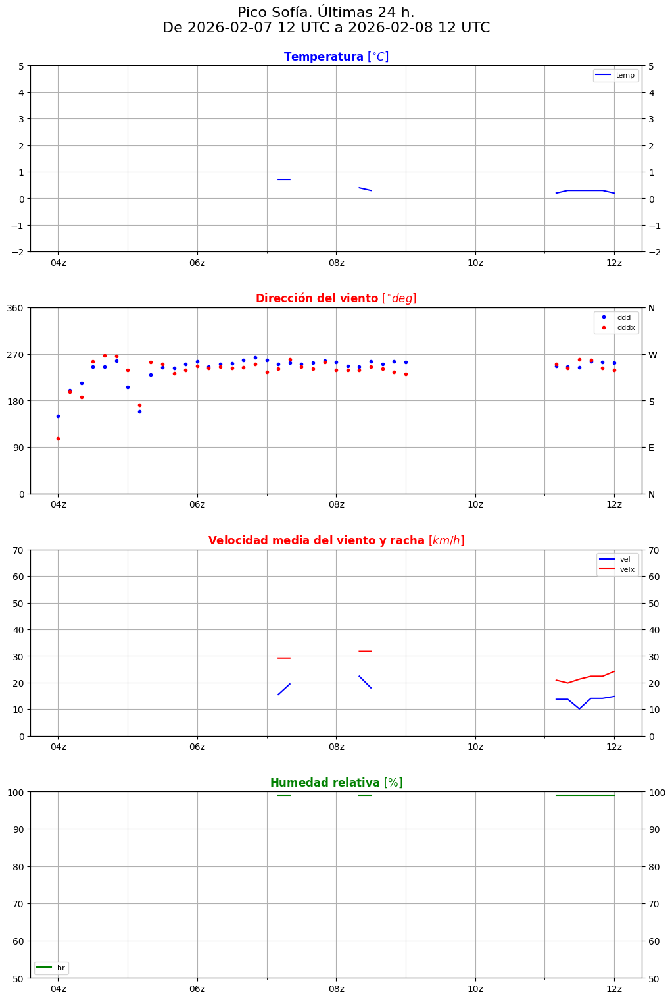 Pico Sofía. Últimas 24 h.
De 2026-02-07 12 UTC a 2026-02-08 12 UTC
Temperatura [°C]
5 5
temp
4 4
3 3
2 2
1 1
0 0
−1 −1
−2 −2
04z 06z 08z 10z 12z
Dirección del viento [°deg]
360 N
ddd
dddx
270 W
180 S
90 E
0 N
04z 06z 08z 10z 12z
Velocidad media del viento y racha [km/h]
70 70
vel
velx
60 60
50 50
40 40
30 30
20 20
10 10
0 0
04z 06z 08z 10z 12z
Humedad relativa [%]
100 100
90 90
80 80
70 70
60 60
hr
50 50
04z 06z 08z 10z 12z